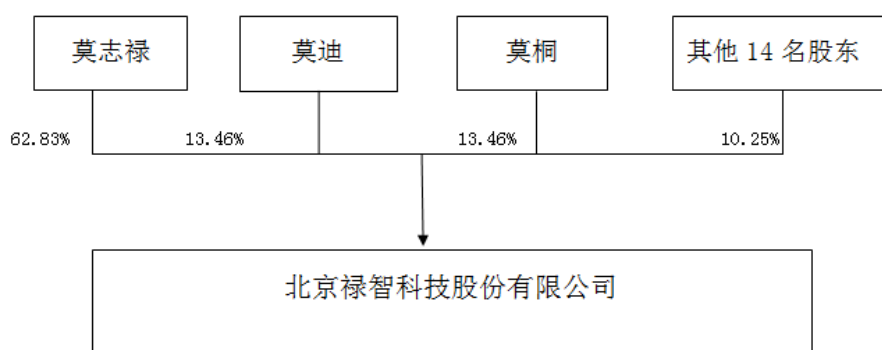 莫志禄
莫迪
莫桐
其他 14 名股东
62.83%
13.46%
13.46%
10.25%
北京禄智科技股份有限公司